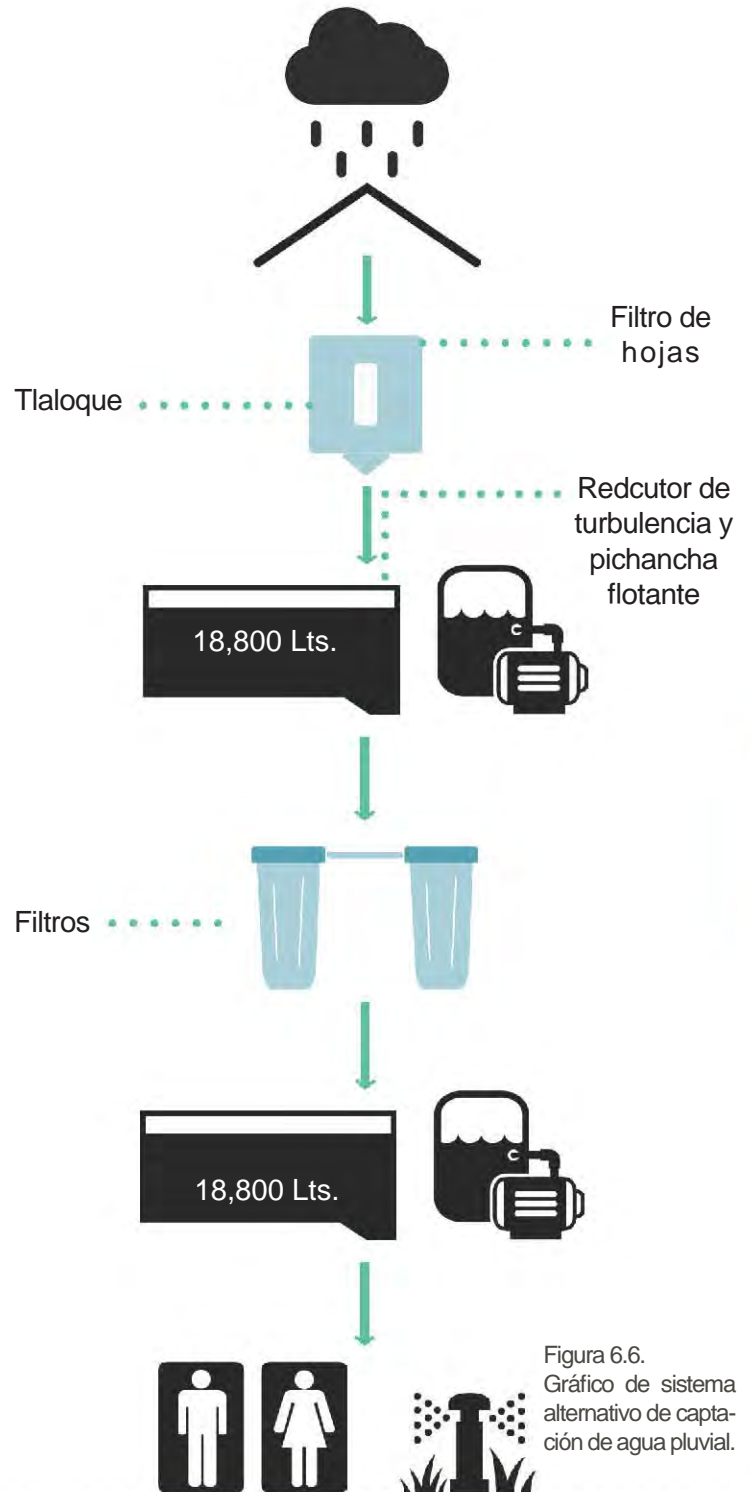 Filtro de
hojas
Tlaloque
Redcutor de
turbulencia y
pichancha
flotante
18,800 Lts.
Filtros
18,800 Lts.
Figura 6.6.
Gráfico de sistema
alternativo de capta-
ción de agua pluvial.